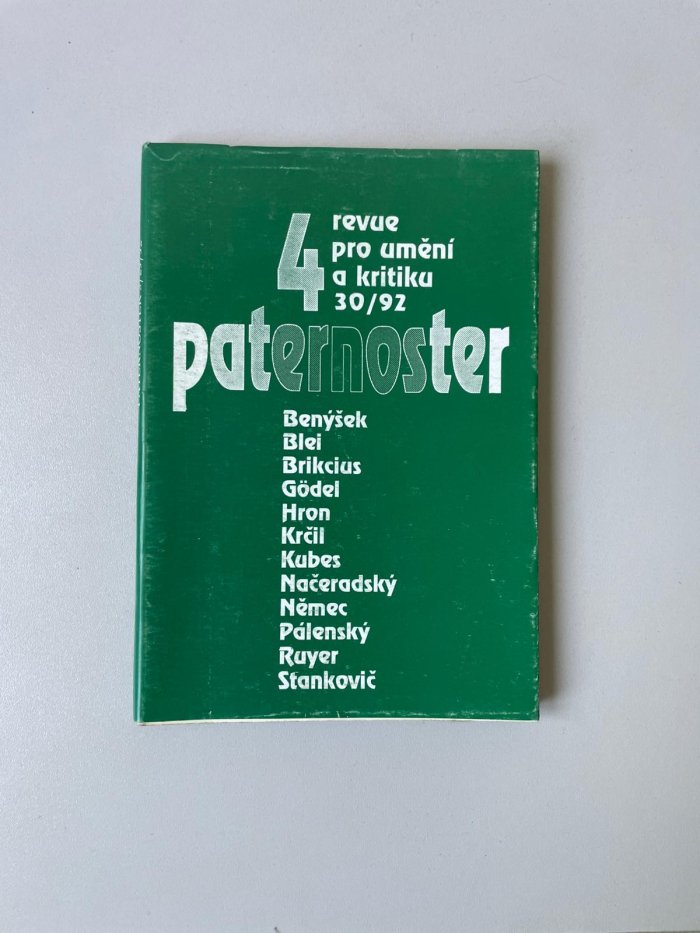 4
revue
pro umění
a kritiku
30/92
paternoster
Benýšek
Blei
Brikcius
Gödel
Hron
Krčil
Kubes
Načeradský
Němec
Pálenský
Ruyer
Stankovič